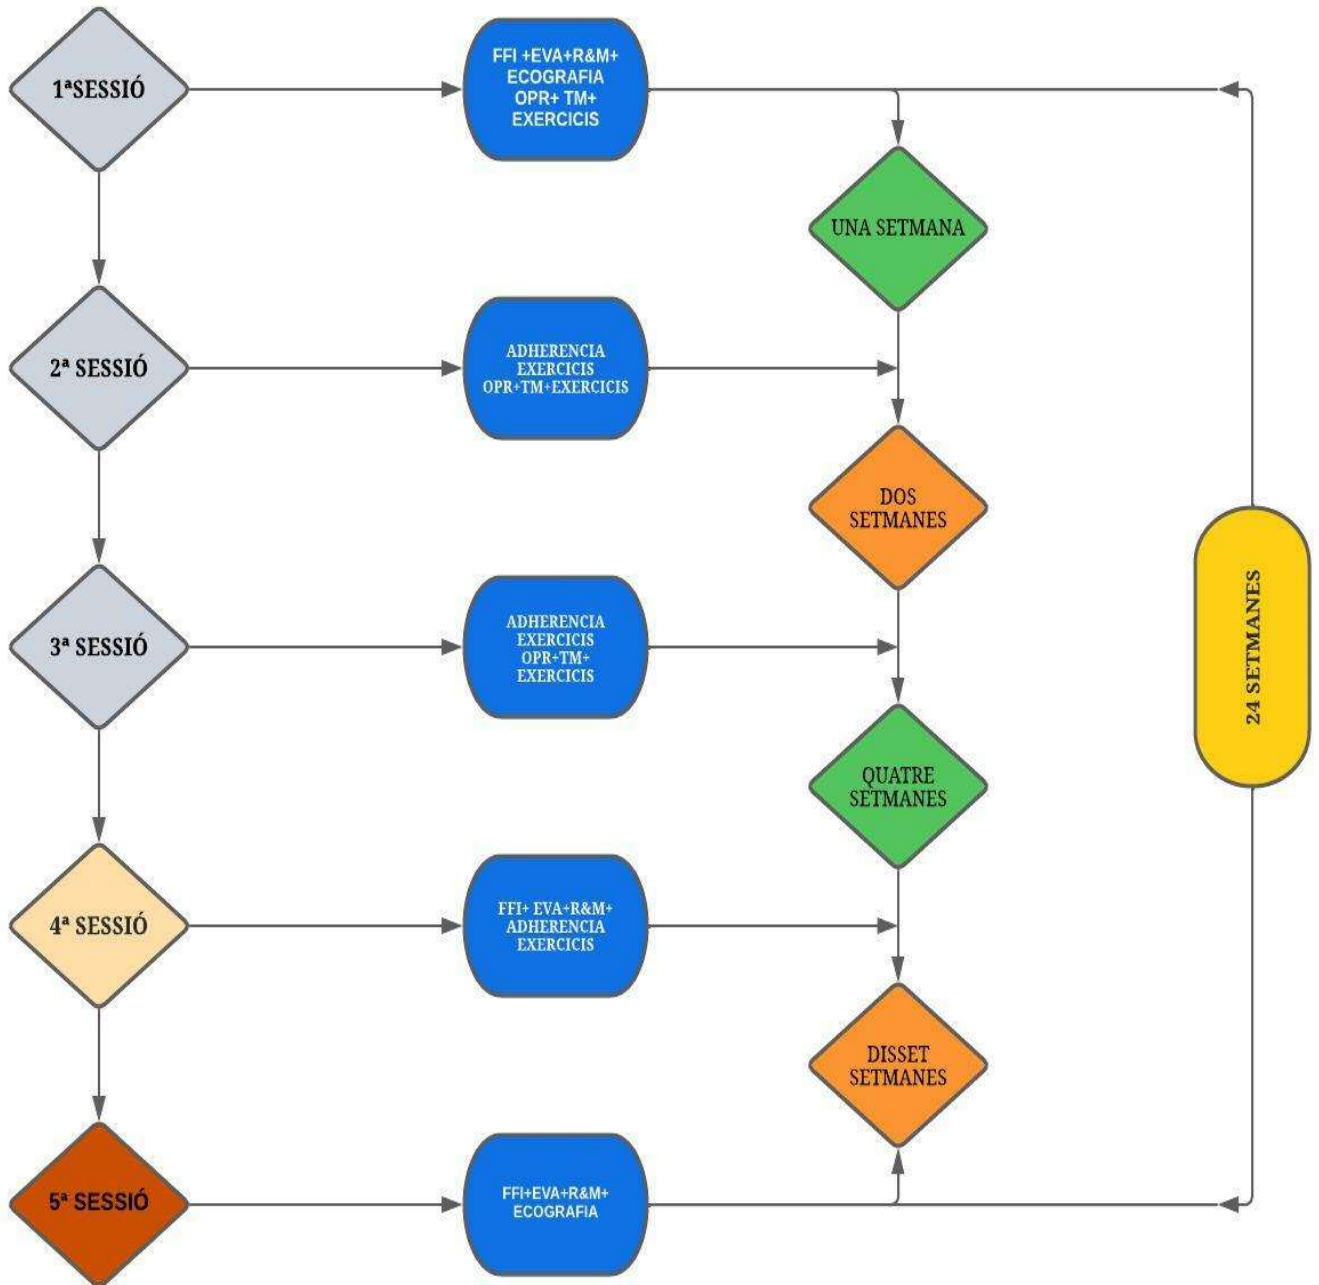 1ªSESSIÓ
FFI +EVA+R&M+
ECOGRAFIA
OPR+ TM+
EXERCICIS
UNA SETMANA
2ª SESSIÓ
ADHERENCIA
EXERCICIS
OPR+TM+EXERCICIS
DOS
SETMANES
3ª SESSIÓ
ADHERENCIA
EXERCICIS
OPR+TM+
EXERCICIS
24 SETMANES
QUATRE
SETMANES
4ª SESSIÓ
FFI+ EVA+R&M+
ADHERENCIA
EXERCICIS
DISSET
SETMANES
5ª SESSIÓ
FFI+EVA+R&M+
ECOGRAFIA